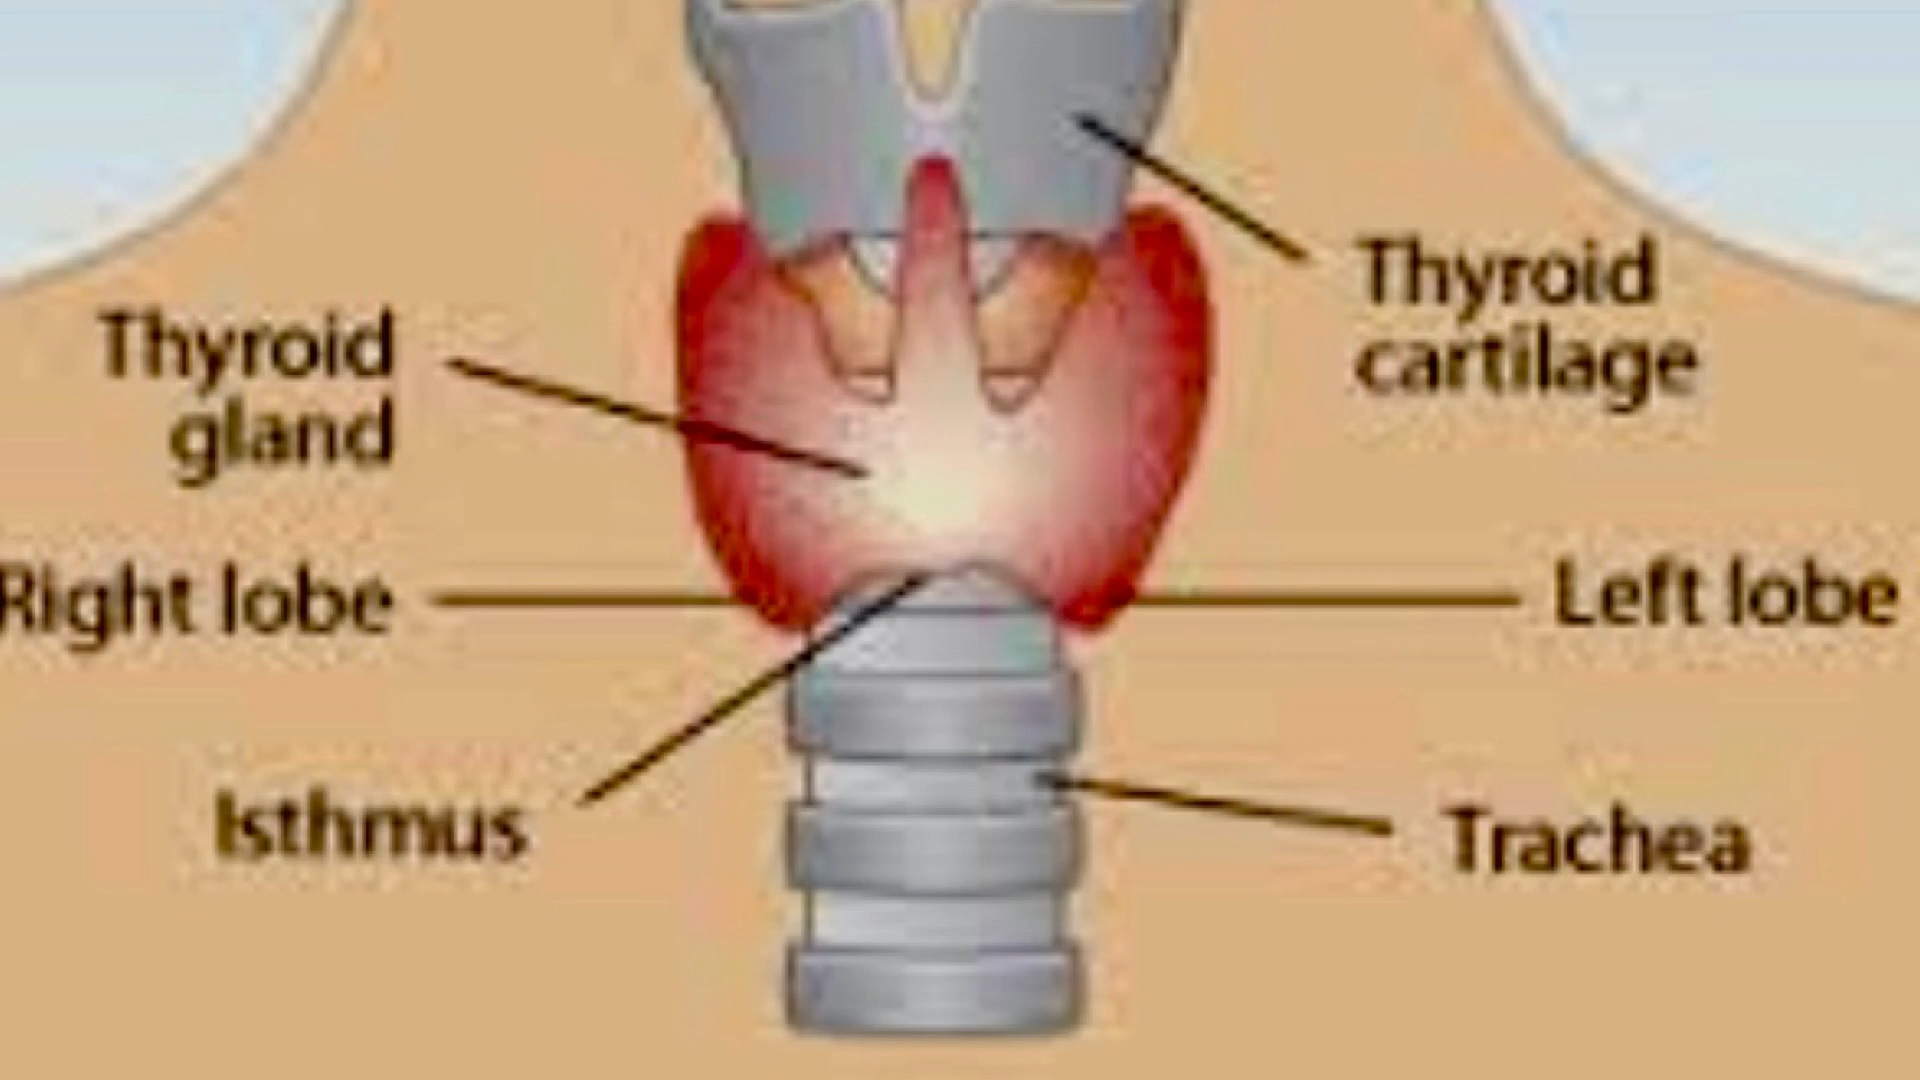 Thyroid
cartilage
Thyroid
gland
Right lobe
Left lobe
Isthmus
Trachea